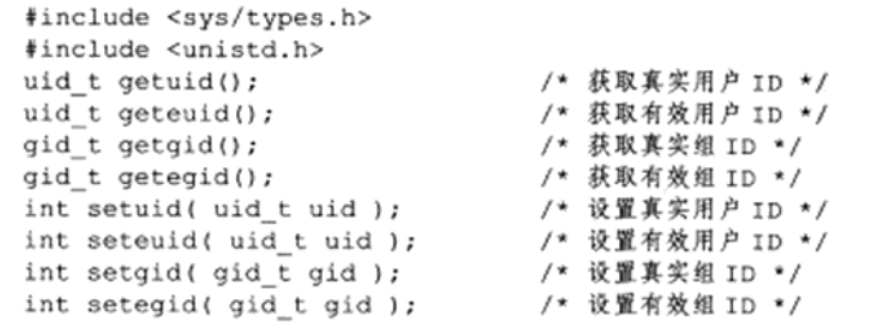 #include <sys/types.h>
#include <unistd.h>
uid_t getuid(); /* 获取真实用户 ID */
uid_t geteuid(); /* 获取有效用户 ID */
gid_t getgid(); /* 获取真实组 ID */
gid_t getegid(); /* 获取有效组 ID */
int setuid( uid_t uid ); /* 设置真实用户 ID */
int seteuid( uid_t uid ); /* 设置有效用户 ID */
int setgid( gid_t gid ); /* 设置真实组 ID */
int setegid( gid_t gid ); /* 设置有效组 ID */